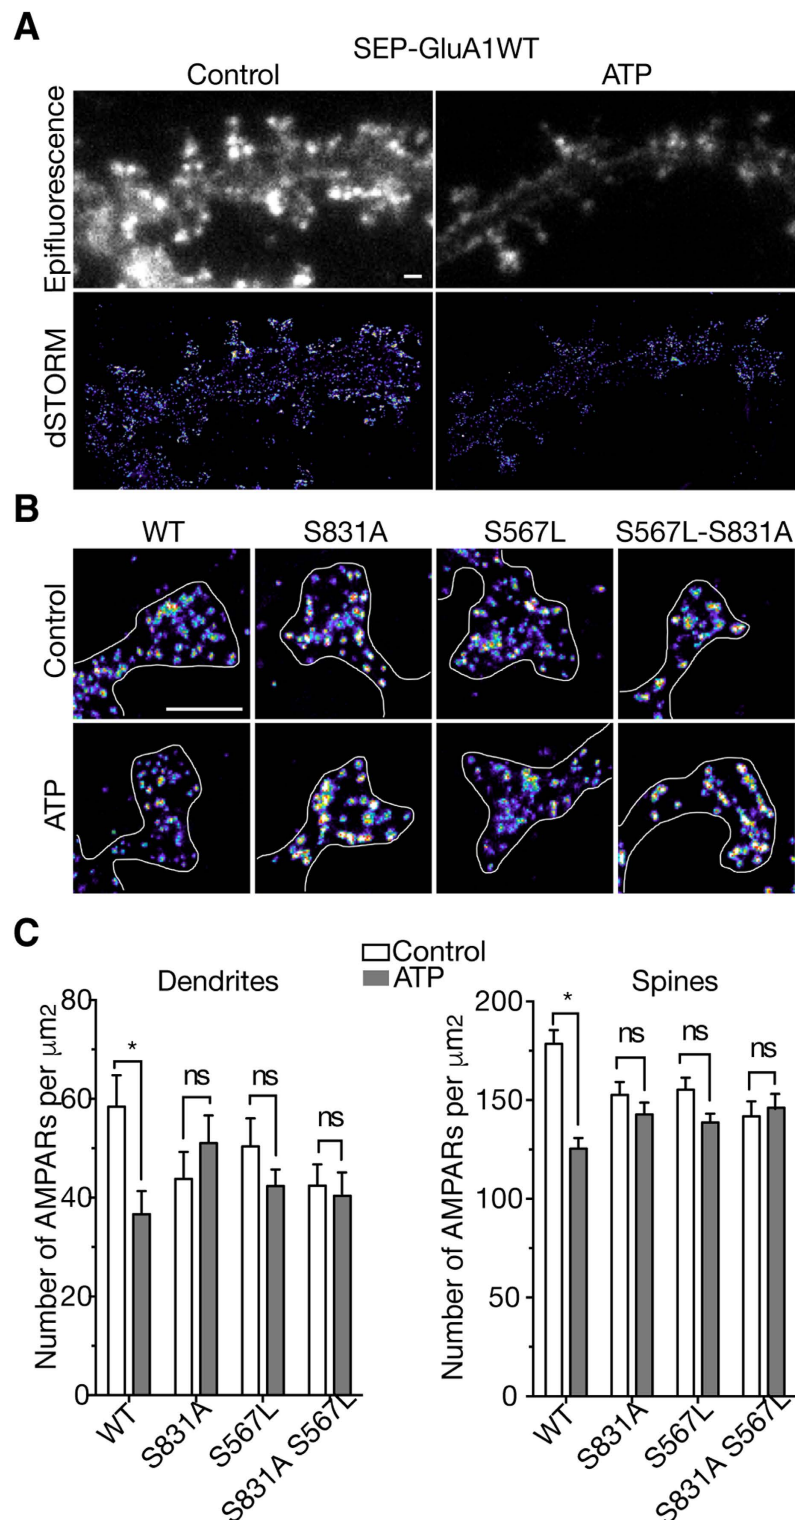 A
SEP-GluA1WT
Control ATP
Epifluorescence
dSTORM
B
WT S831A S567L S567L-S831A
Control
ATP
C
Control
ATP
Dendrites
Number of AMPARs per μm2
80
60
40
20
0
*
ns
ns
ns
WT
S831A
S567L
S831A S567L
Spines
Number of AMPARs per μm2
200
150
100
50
0
*
ns
ns
ns
WT
S831A
S567L
S831A S567L